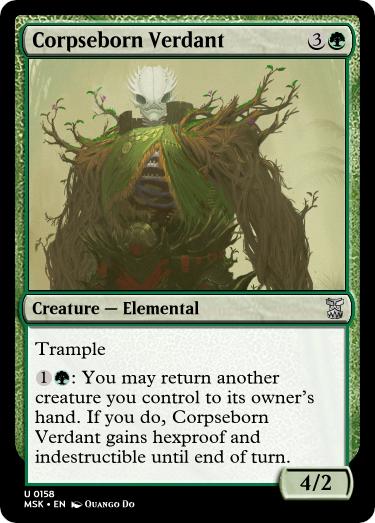 Corpseborn Verdant 3
Creature — Elemental
Trample
1: You may return another
creature you control to its owner's
hand. If you do, Corpseborn
Verdant gains hexproof and
indestructible until end of turn.
4/2
U 0158
MSK • EN Quango Do